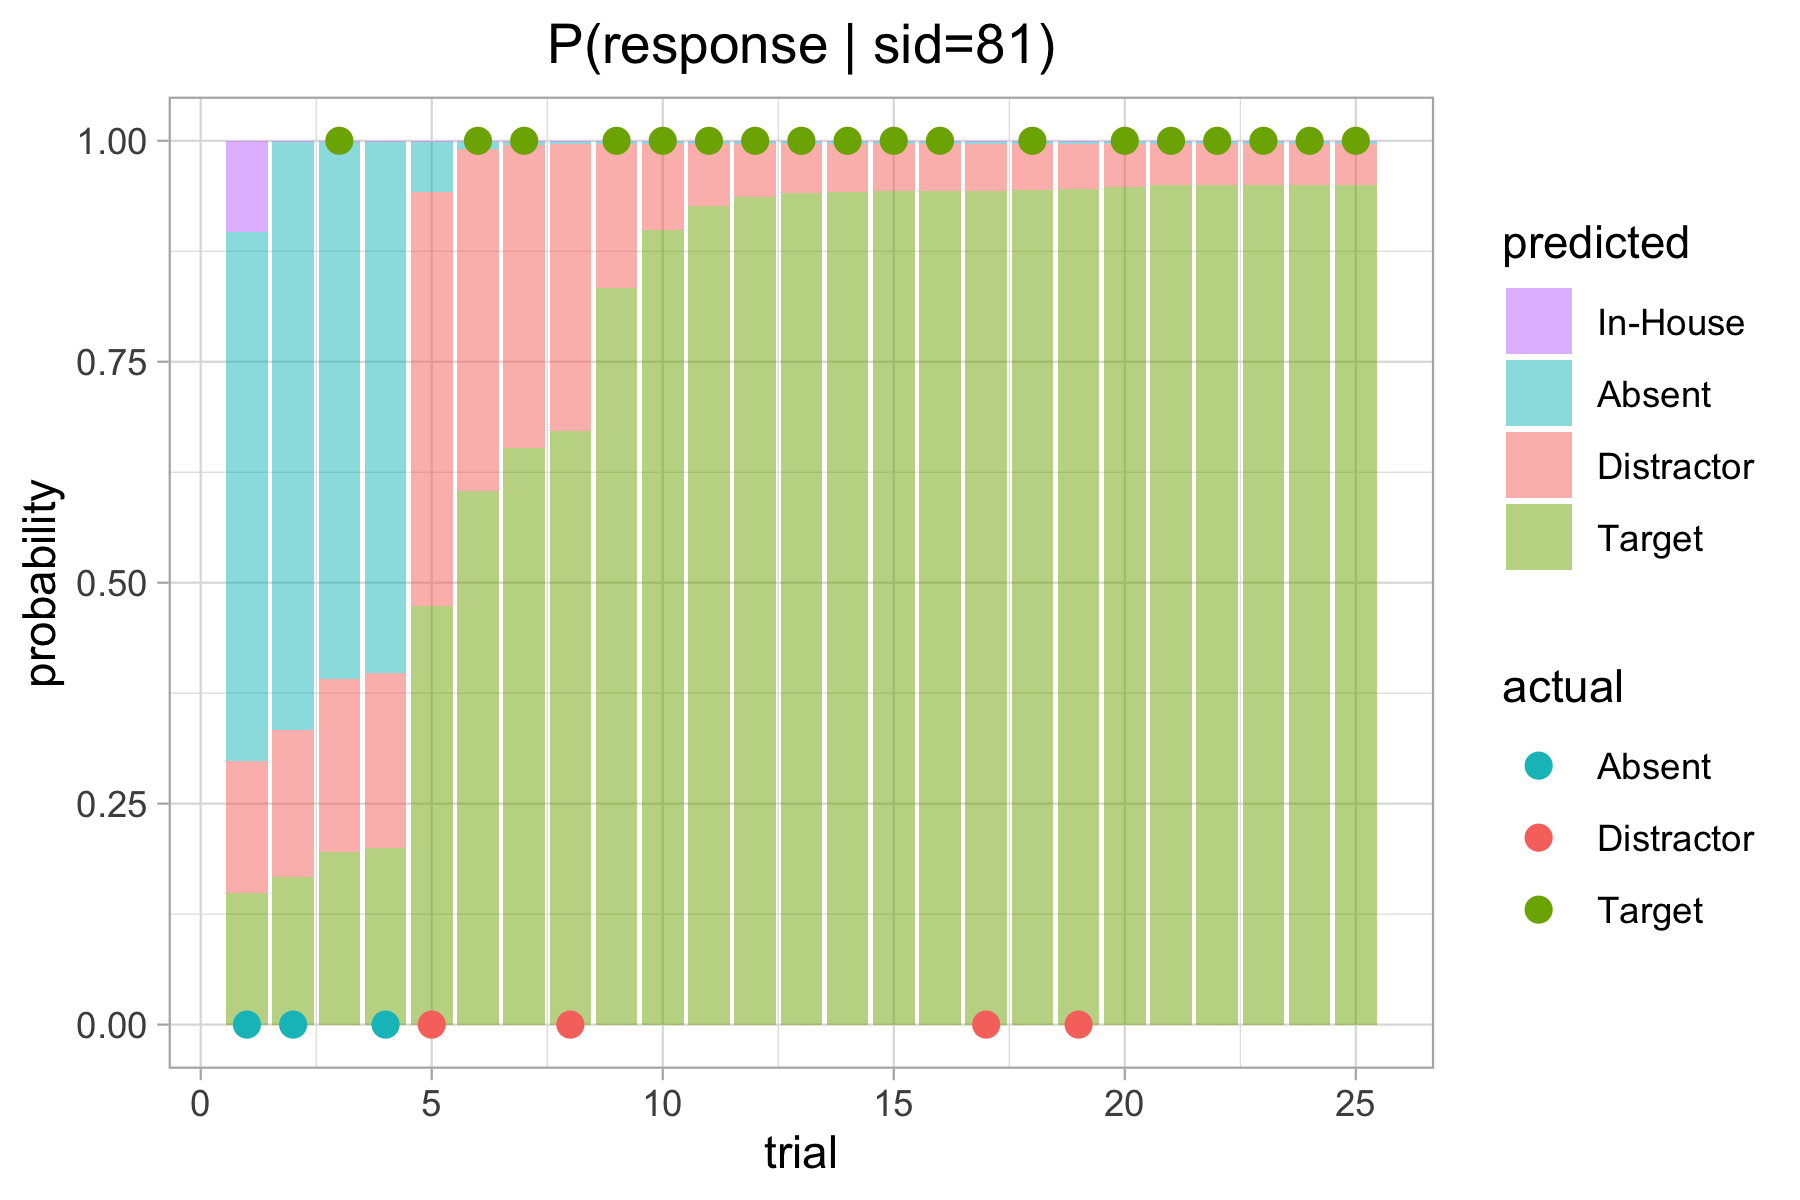 P(response | sid=81)
1.00
0.75
0.50
0.25
0.00
probability
0 5 10 15 20 25
trial
predicted
In-House
Absent
Distractor
Target
actual
Absent
Distractor
Target